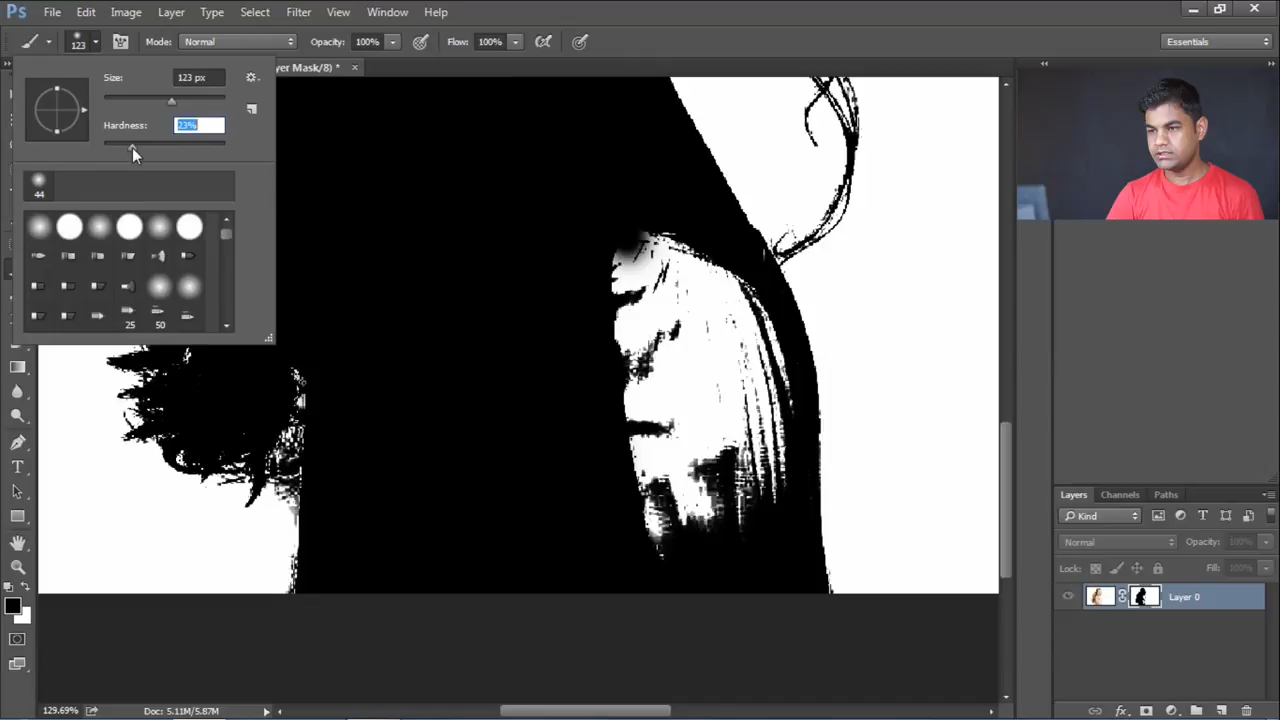 Ps File Edit Image Layer Type Select Filter View Window Help
123 Mode: Normal Opacity: 100% Flow: 100% Essentials
yer Mask/8) * ×
Size: 123 px
Hardness: 23%
44
25 50
Layers Channels Paths
Kind T
Normal Opacity: 100%
Lock: Fill: 100%
Layer 0
T
129.69% Doc: 5.11M/5.87M
fx